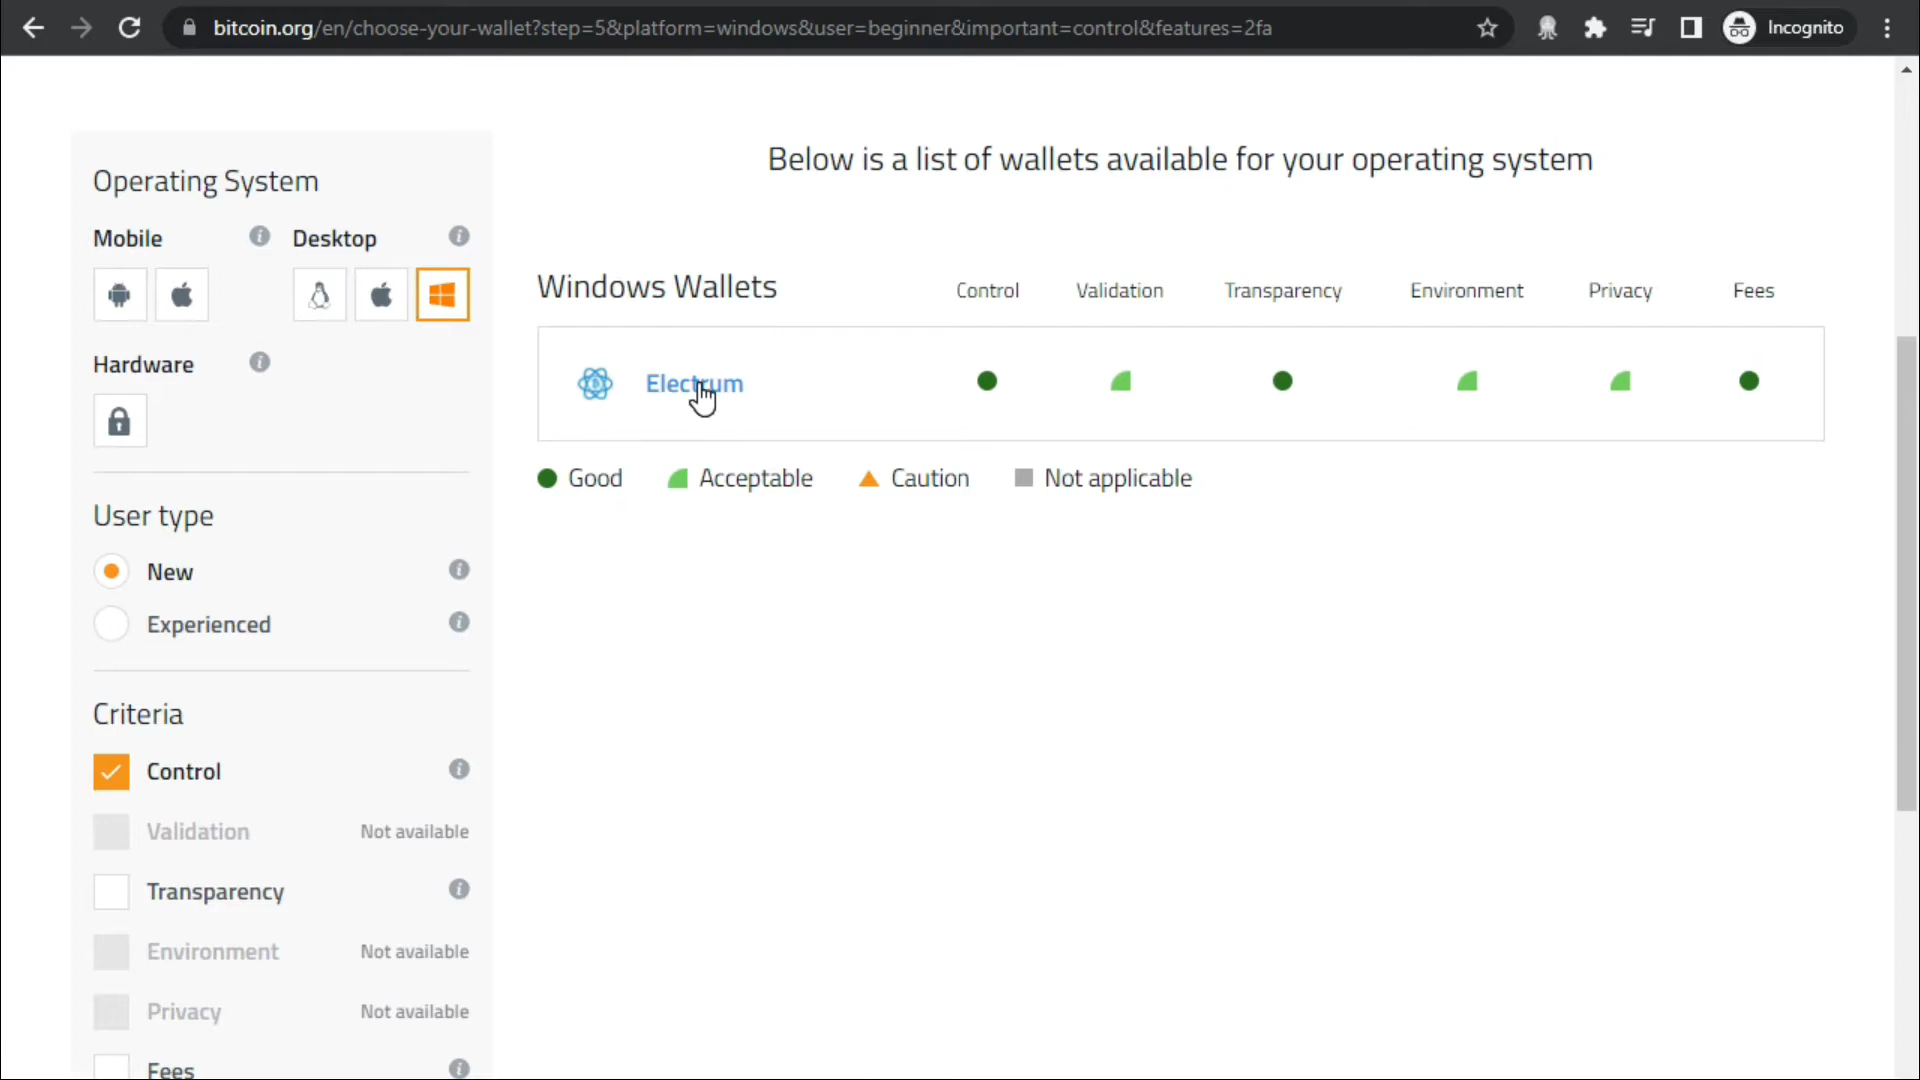 bitcoin.org/en/choose-your-wallet?step=5&platform=windows&user=beginner&important=control&features=2fa
Incognito
Below is a list of wallets available for your operating system
Operating System
Mobile
Desktop
Hardware
Windows Wallets
Control
Validation
Transparency
Environment
Privacy
Fees
Electrum
Good
Acceptable
Caution
Not applicable
User type
New
Experienced
Criteria
Control
Validation
Not available
Transparency
Environment
Not available
Privacy
Not available
Fees